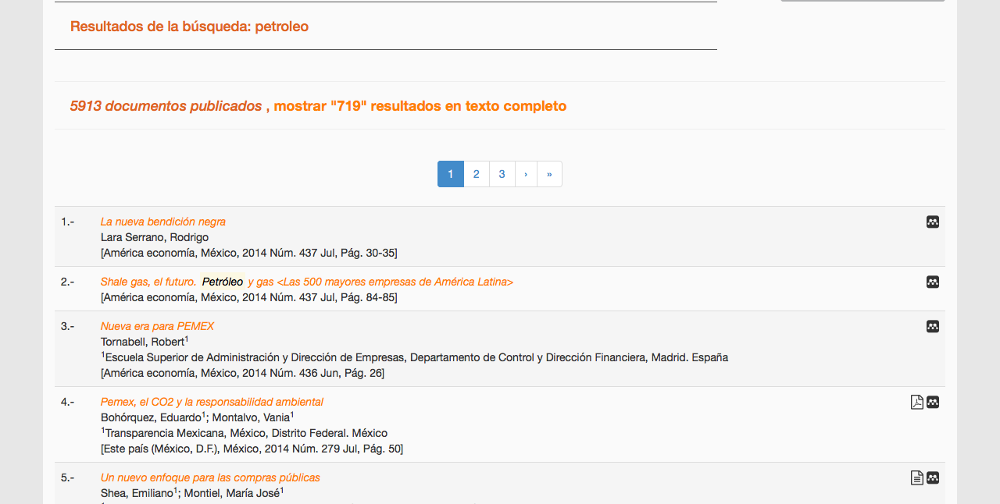 Resultados de la búsqueda: petroleo
5913 documentos publicados , mostrar "719" resultados en texto completo
1 2 3 › »
1.- La nueva bendición negra
Lara Serrano, Rodrigo
[América economía, México, 2014 Núm. 437 Jul, Pág. 30-35]
2.- Shale gas, el futuro. Petróleo y gas <Las 500 mayores empresas de América Latina>
[América economía, México, 2014 Núm. 437 Jul, Pág. 84-85]
3.- Nueva era para PEMEX
Tornabell, Robert¹
¹Escuela Superior de Administración y Dirección de Empresas, Departamento de Control y Dirección Financiera, Madrid. España
[América economía, México, 2014 Núm. 436 Jun, Pág. 26]
4.- Pemex, el CO2 y la responsabilidad ambiental
Bohórquez, Eduardo¹; Montalvo, Vania¹
¹Transparencia Mexicana, México, Distrito Federal. México
[Este país (México, D.F.), México, 2014 Núm. 279 Jul, Pág. 50]
5.- Un nuevo enfoque para las compras públicas
Shea, Emiliano¹; Montiel, María José¹